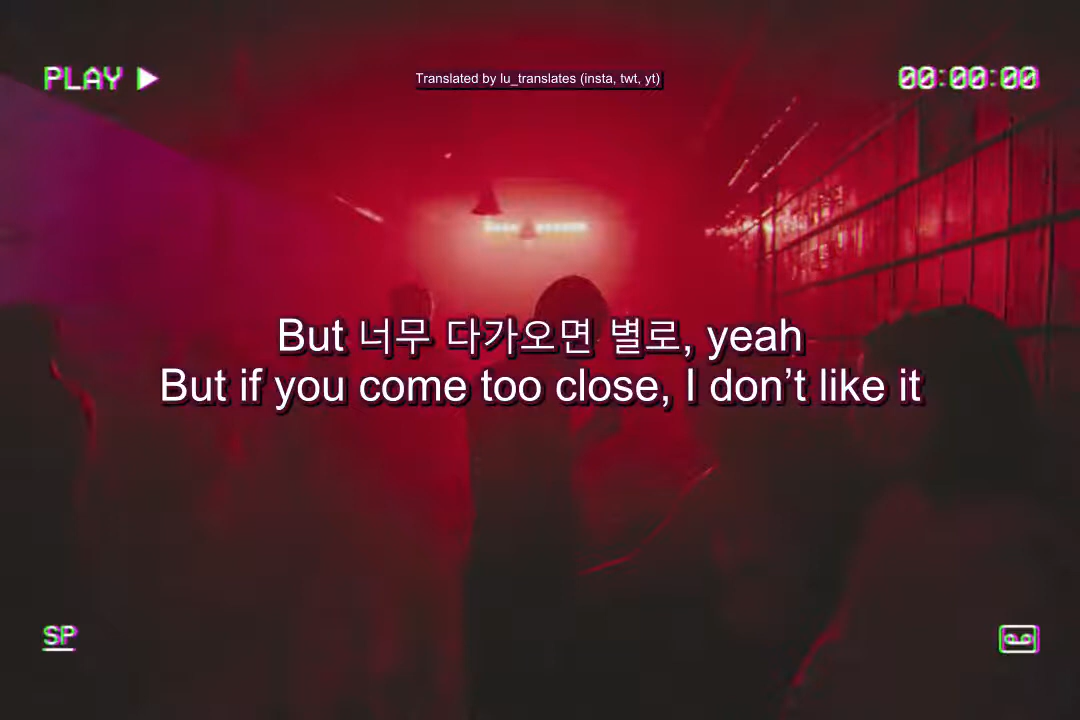 PLAY
Translated by lu_translates (insta, twt, yt)
00:00:00
But 너무 다가오면 별로, yeah
But if you come too close, I don’t like it
SP